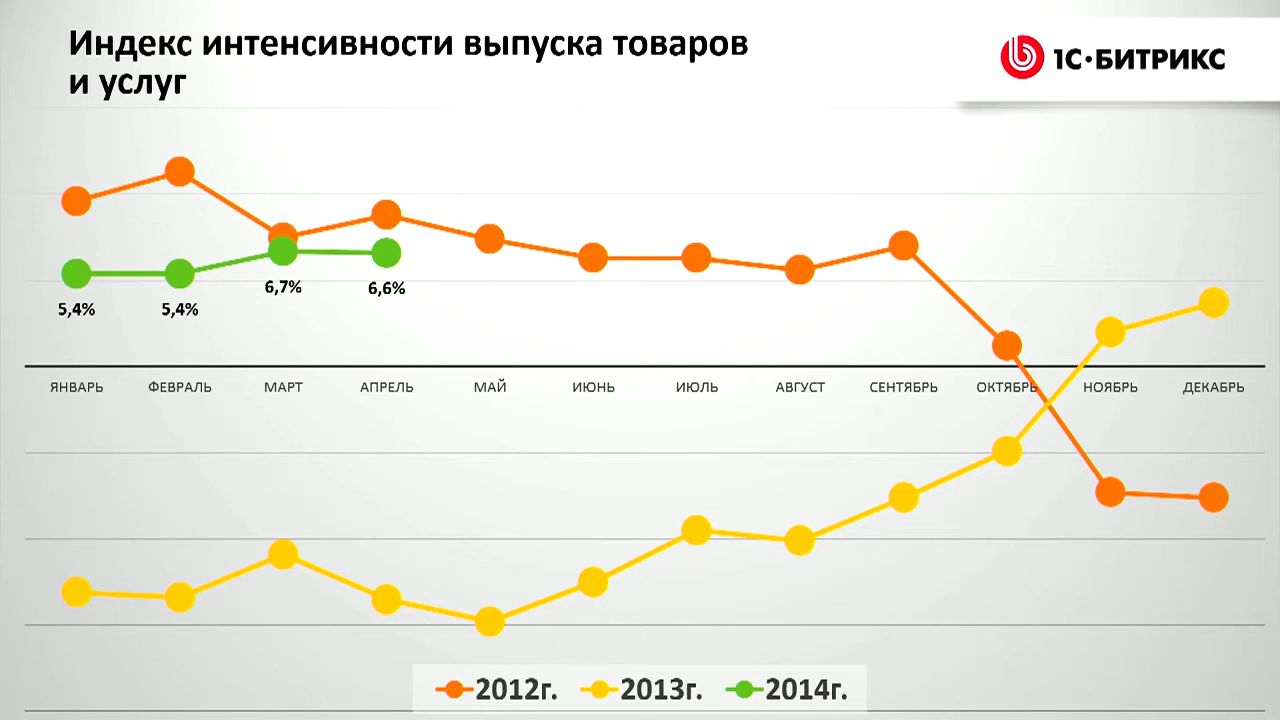 Индекс интенсивности выпуска товаров
и услуг
1С·БИТРИКС
5,4%
5,4%
6,7%
6,6%
ЯНВАРЬ ФЕВРАЛЬ МАРТ АПРЕЛЬ МАЙ ИЮНЬ ИЮЛЬ АВГУСТ СЕНТЯБРЬ ОКТЯБРЬ НОЯБРЬ ДЕКАБРЬ
2012г. 2013г. 2014г.